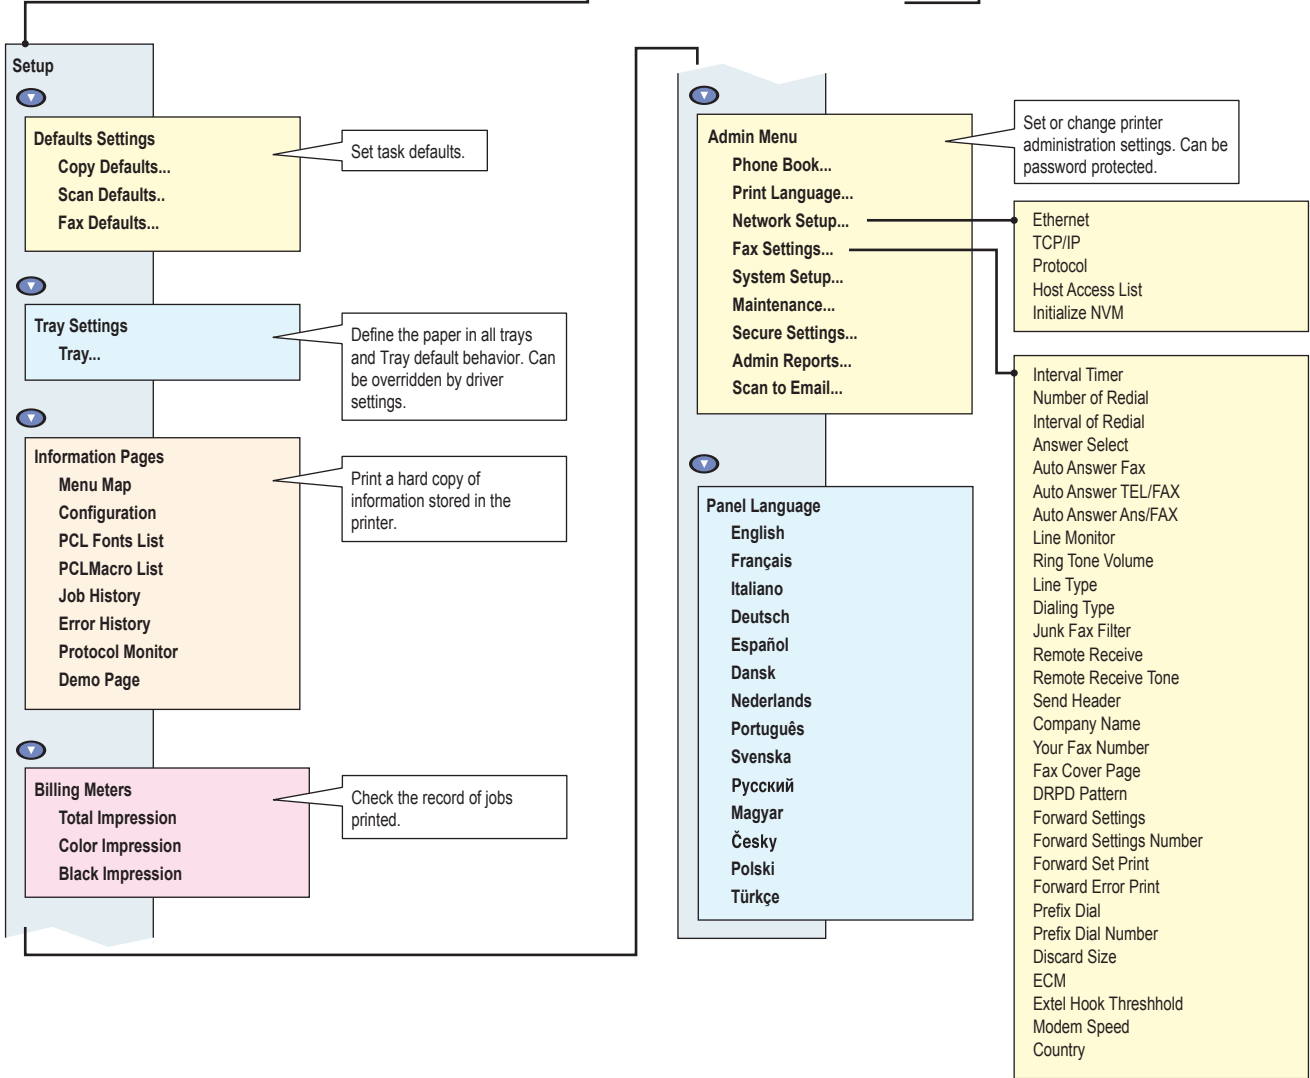 Setup
Defaults Settings
Copy Defaults...
Scan Defaults..
Fax Defaults...
Set task defaults.
Tray Settings
Tray...
Define the paper in all trays
and Tray default behavior. Can
be overridden by driver
settings.
Information Pages
Menu Map
Configuration
PCL Fonts List
PCLMacro List
Job History
Error History
Protocol Monitor
Demo Page
Print a hard copy of
information stored in the
printer.
Billing Meters
Total Impression
Color Impression
Black Impression
Check the record of jobs
printed.
Admin Menu
Phone Book...
Print Language...
Network Setup...
Fax Settings...
System Setup...
Maintenance...
Secure Settings...
Admin Reports...
Scan to Email...
Set or change printer
administration settings. Can be
password protected.
Ethernet
TCP/IP
Protocol
Host Access List
Initialize NVM
Interval Timer
Number of Redial
Interval of Redial
Answer Select
Auto Answer Fax
Auto Answer TEL/FAX
Auto Answer Ans/FAX
Line Monitor
Ring Tone Volume
Line Type
Dialing Type
Junk Fax Filter
Remote Receive
Remote Receive Tone
Send Header
Company Name
Your Fax Number
Fax Cover Page
DRPD Pattern
Forward Settings
Forward Settings Number
Forward Set Print
Forward Error Print
Prefix Dial
Prefix Dial Number
Discard Size
ECM
Extel Hook Threshhold
Modem Speed
Country
Panel Language
English
Français
Italiano
Deutsch
Español
Dansk
Nederlands
Português
Svenska
Русский
Magyar
Česky
Polski
Türkçe